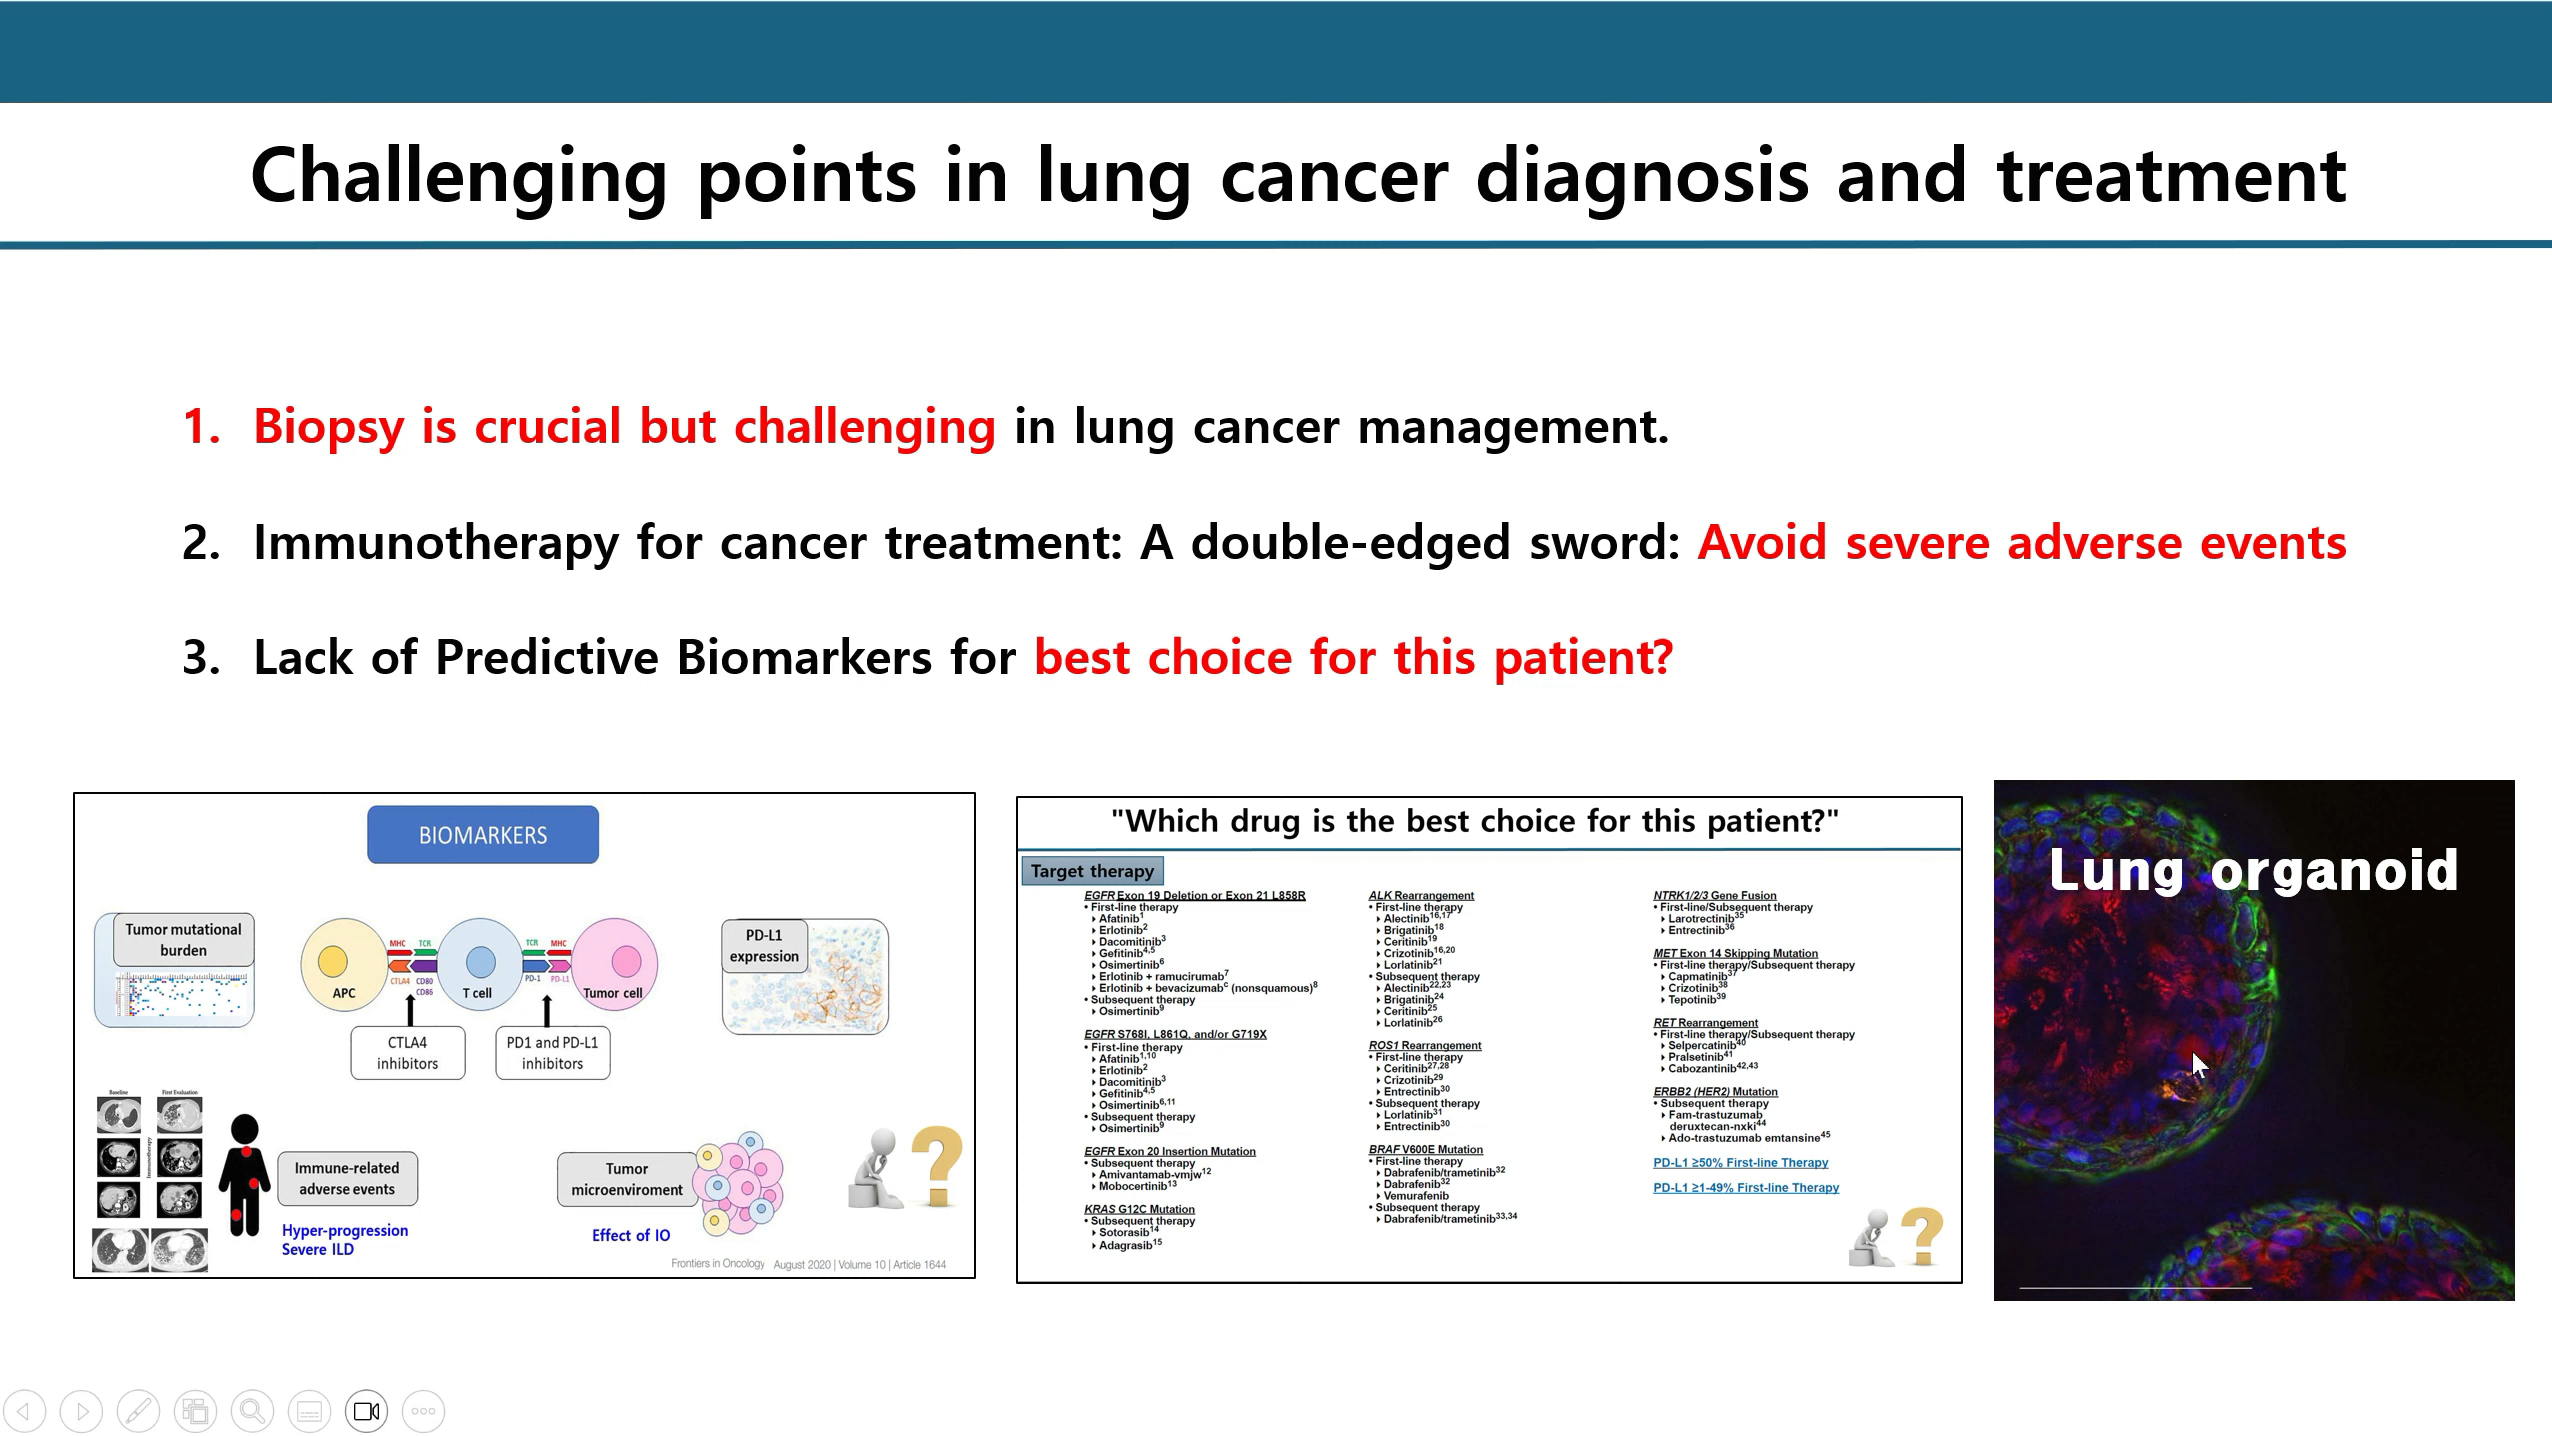 Challenging points in lung cancer diagnosis and treatment
1. Biopsy is crucial but challenging in lung cancer management.
2. Immunotherapy for cancer treatment: A double-edged sword: Avoid severe adverse events
3. Lack of Predictive Biomarkers for best choice for this patient?
BIOMARKERS
Tumor mutational
burden
MHC TCR
CTLA4 CD80
CD86
TCR MHC
PD-1 PD-L1
APC
T cell
Tumor cell
PD-L1
expression
CTLA4
inhibitors
PD1 and PD-L1
inhibitors
Baseline
First Evaluation
Immunotherapy
Immune-related
adverse events
Hyper-progression
Severe ILD
Tumor
microenviroment
Effect of IO
Frontiers in Oncology August 2020 | Volume 10 | Article 1644
"Which drug is the best choice for this patient?"
Target therapy
EGFR Exon 19 Deletion or Exon 21 L858R
• First-line therapy
Afatinib1
Erlotinib2
Dacomitinib3
Gefitinib4,5
Osimertinib6
Erlotinib + ramucirumab7
Erlotinib + bevacizumabc (nonsquamous)8
• Subsequent therapy
Osimertinib9
EGFR S768I, L861Q, and/or G719X
• First-line therapy
Afatinib1,10
Erlotinib2
Dacomitinib3
Gefitinib4,5
Osimertinib6,11
• Subsequent therapy
Osimertinib9
EGFR Exon 20 Insertion Mutation
• Subsequent therapy
Amivantamab-vmjw12
Mobocertinib13
KRAS G12C Mutation
• Subsequent therapy
Sotorasib14
Adagrasib15
ALK Rearrangement
• First-line therapy
Alectinib16,17
Brigatinib18
Ceritinib19
Crizotinib16,20
Lorlatinib21
• Subsequent therapy
Alectinib22,23
Brigatinib24
Ceritinib25
Lorlatinib26
ROS1 Rearrangement
• First-line therapy
Ceritinib27,28
Crizotinib29
Entrectinib30
• Subsequent therapy
Lorlatinib31
Entrectinib30
BRAF V600E Mutation
• First-line therapy
Dabrafenib/trametinib32
Dabrafenib32
Vemurafenib
• Subsequent therapy
Dabrafenib/trametinib33,34
NTRK1/2/3 Gene Fusion
• First-line/Subsequent therapy
Larotrectinib35
Entrectinib36
MET Exon 14 Skipping Mutation
• First-line therapy/Subsequent therapy
Capmatinib37
Crizotinib38
Tepotinib39
RET Rearrangement
• First-line therapy/Subsequent therapy
Selpercatinib40
Pralsetinib41
Cabozantinib42,43
ERBB2 (HER2) Mutation
• Subsequent therapy
Fam-trastuzumab
deruxtecan-nxki44
Ado-trastuzumab emtansine45
PD-L1 ≥50% First-line Therapy
PD-L1 ≥1-49% First-line Therapy
Lung organoid